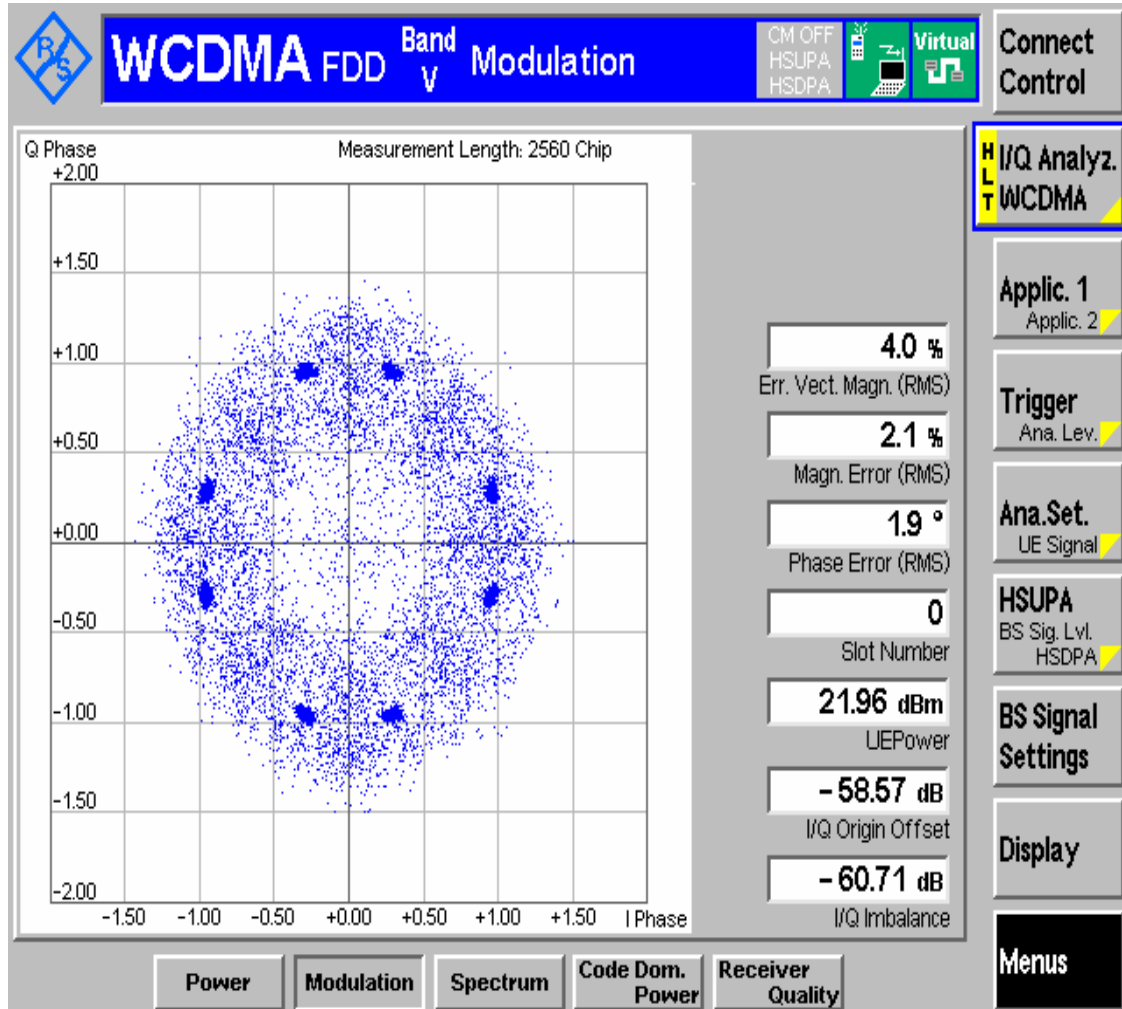 R&S
WCDMA FDD Band V Modulation
CM OFF
HSUPA
HSDPA
Virtual
Connect
Control
Q Phase
Measurement Length: 2560 Chip
+2.00
+1.50
+1.00
+0.50
+0.00
-0.50
-1.00
-1.50
-2.00
-1.50 -1.00 -0.50 +0.00 +0.50 +1.00 +1.50 I Phase
4.0 %
Err. Vect. Magn. (RMS)
2.1 %
Magn. Error (RMS)
1.9 °
Phase Error (RMS)
0
Slot Number
21.96 dBm
UEPower
-58.57 dB
I/Q Origin Offset
-60.71 dB
I/Q Imbalance
HLT
I/Q Analyz.
WCDMA
Applic. 1
Applic. 2
Trigger
Ana. Lev.
Ana.Set.
UE Signal
HSUPA
BS Sig. Lvl.
HSDPA
BS Signal
Settings
Display
Menus
Power
Modulation
Spectrum
Code Dom.
Power
Receiver
Quality